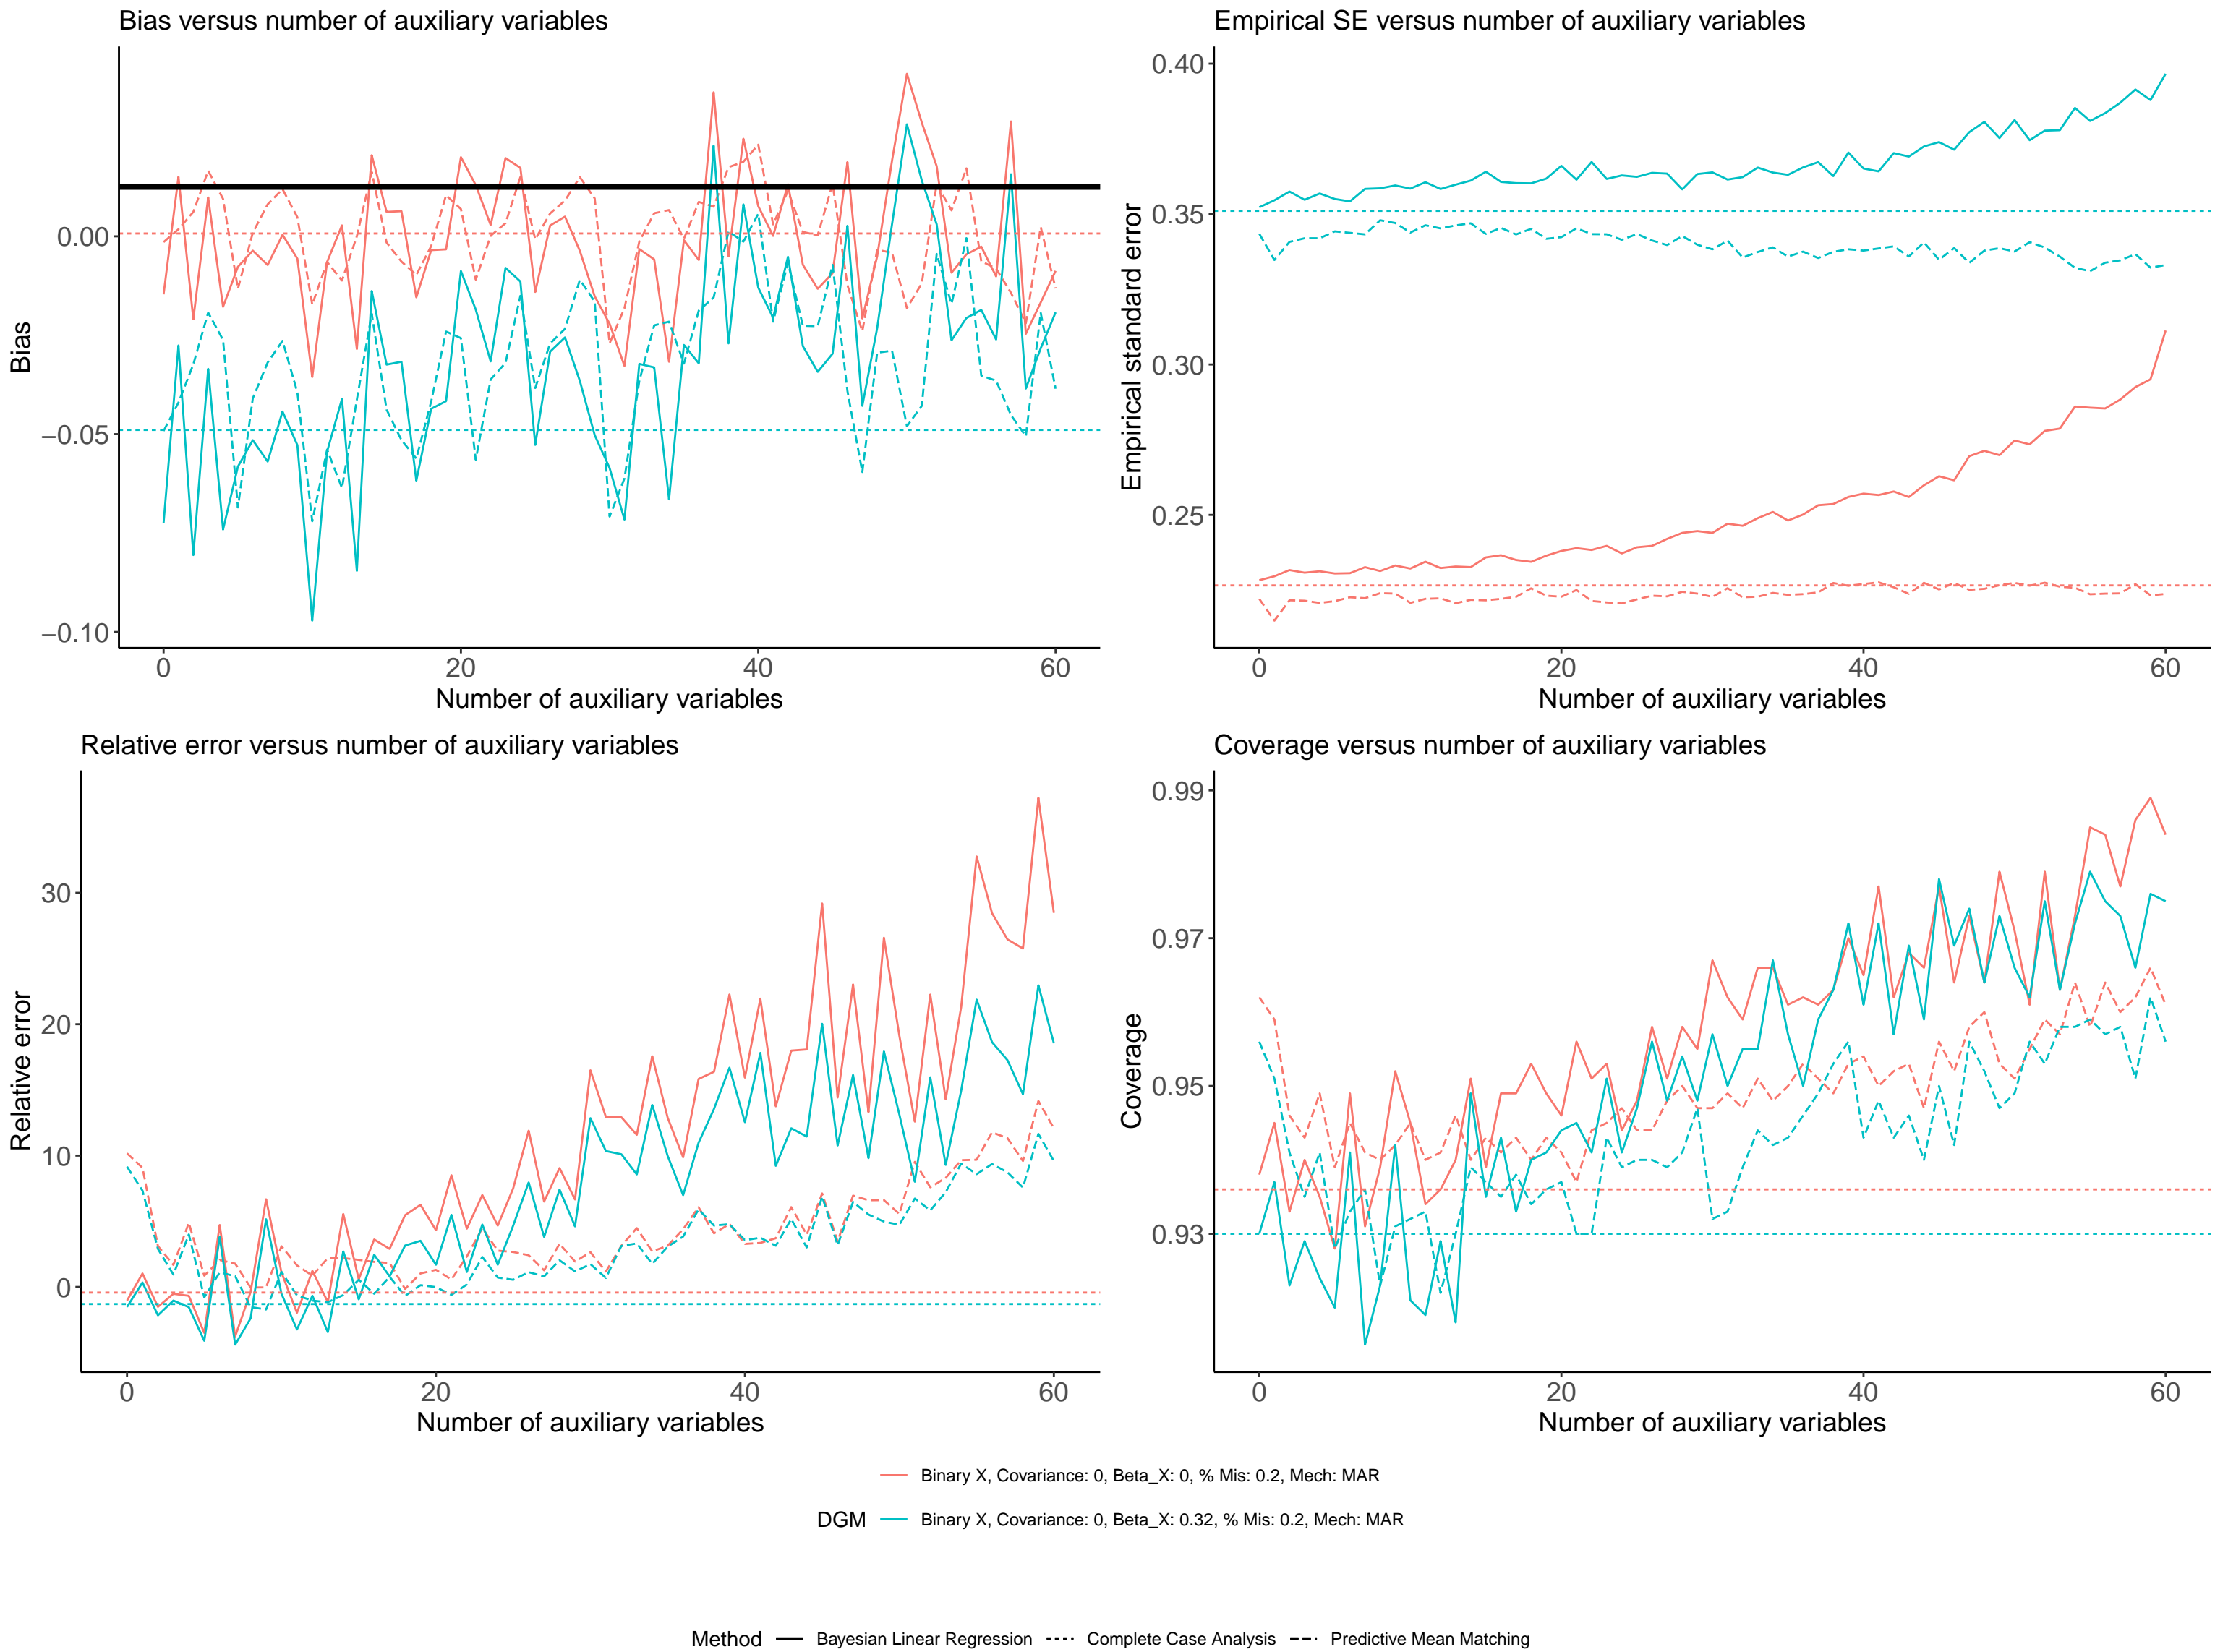 Bias versus number of auxiliary variables
Bias
0.00
−0.05
−0.10
0 20 40 60
Number of auxiliary variables
Empirical SE versus number of auxiliary variables
Empirical standard error
0.40
0.35
0.30
0.25
0 20 40 60
Number of auxiliary variables
Relative error versus number of auxiliary variables
Relative error
30
20
10
0
0 20 40 60
Number of auxiliary variables
Coverage versus number of auxiliary variables
Coverage
0.99
0.97
0.95
0.93
0 20 40 60
Number of auxiliary variables
Binary X, Covariance: 0, Beta_X: 0, % Mis: 0.2, Mech: MAR
DGM Binary X, Covariance: 0, Beta_X: 0.32, % Mis: 0.2, Mech: MAR
Method Bayesian Linear Regression Complete Case Analysis Predictive Mean Matching